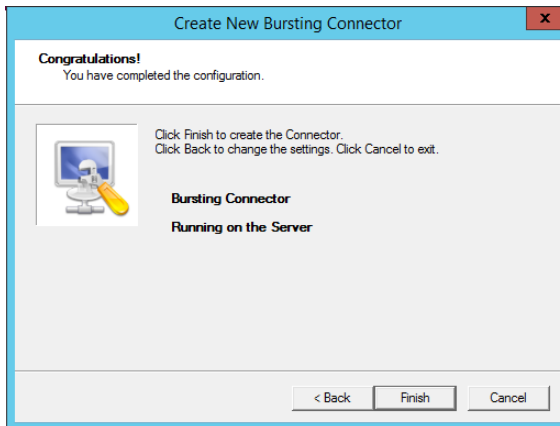 Create New Bursting Connector
x
Congratulations!
You have completed the configuration.
Click Finish to create the Connector.
Click Back to change the settings. Click Cancel to exit.
Bursting Connector
Running on the Server
< Back
Finish
Cancel